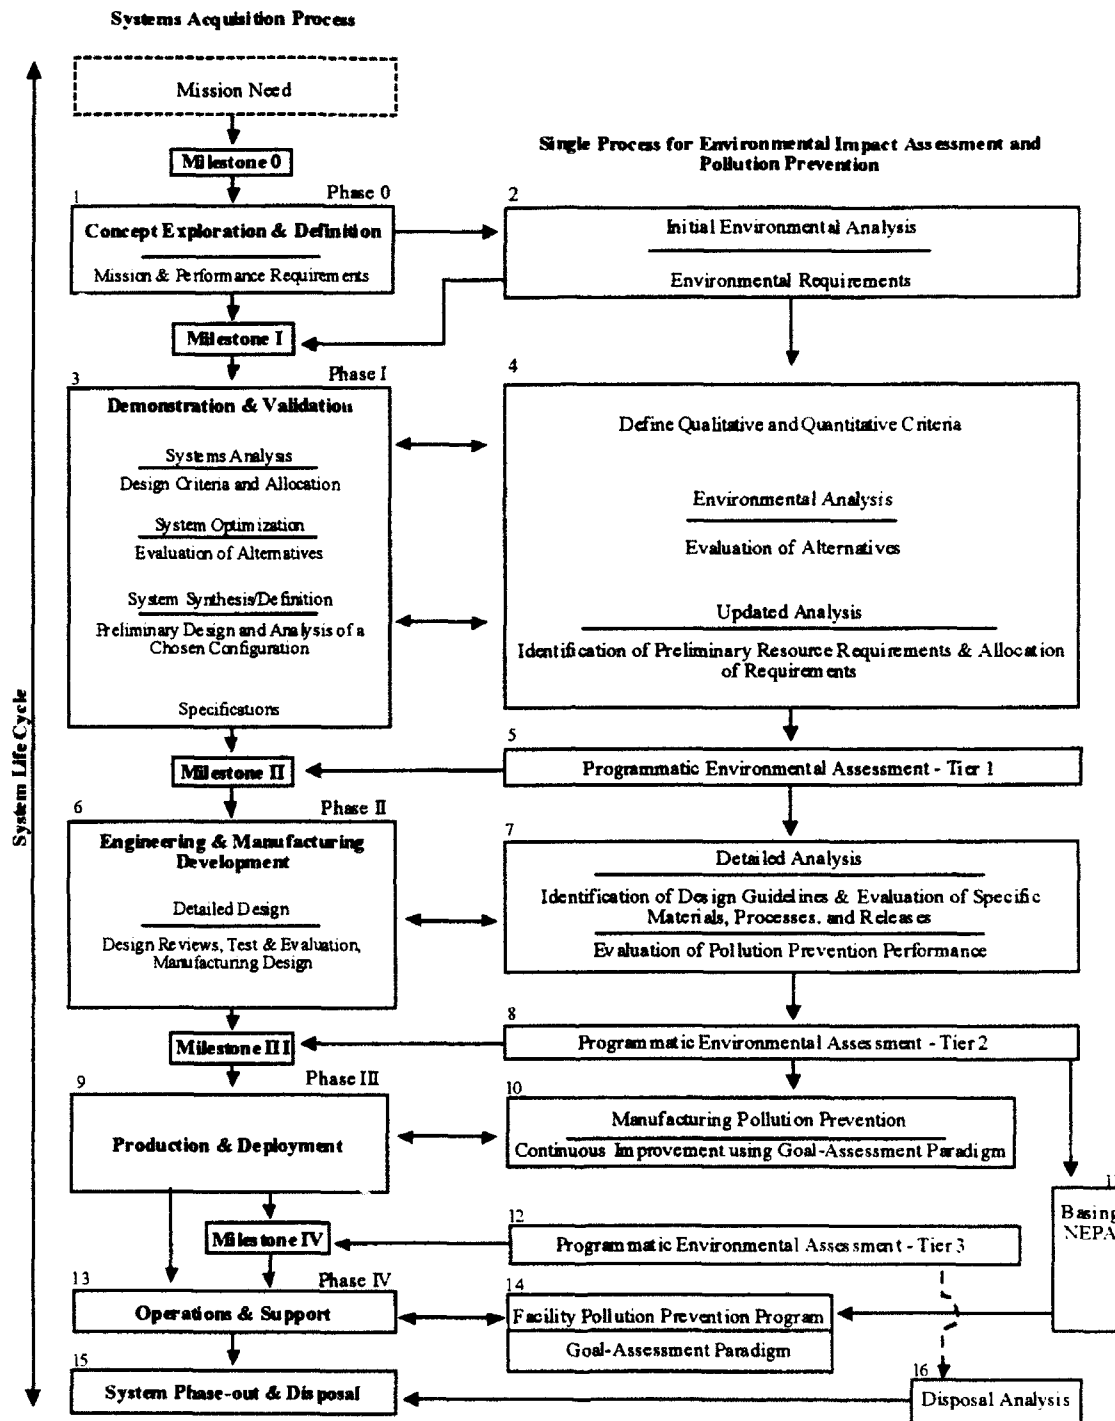 Systems Acquisition Process
Mission Need
Single Process for Environmental Impact Assessment and
Pollution Prevention
Milestone 0
Phase 0
1
Concept Exploration & Definition
Mission & Performance Requirements
2
Initial Environmental Analysis
Environmental Requirements
Milestone I
Phase I
3
Demonstration & Validation
Systems Analysis
Design Criteria and Allocation
System Optimization
Evaluation of Alternatives
System Synthesis/Definition
Preliminary Design and Analysis of a
Chosen Configuration
Specifications
4
Define Qualitative and Quantitative Criteria
Environmental Analysis
Evaluation of Alternatives
Updated Analysis
Identification of Preliminary Resource Requirements & Allocation
of Requirements
System Life Cycle
5
Programmatic Environmental Assessment - Tier 1
Milestone II
Phase II
6
Engineering & Manufacturing
Development
Detailed Design
Design Reviews, Test & Evaluation,
Manufacturing Design
7
Detailed Analysis
Identification of Design Guidelines & Evaluation of Specific
Materials, Processes, and Releases
Evaluation of Pollution Prevention Performance
8
Programmatic Environmental Assessment - Tier 2
Milestone III
Phase III
9
Production & Deployment
10
Manufacturing Pollution Prevention
Continuous Improvement using Goal-Assessment Paradigm
Basing
NEPA
12
Programmatic Environmental Assessment - Tier 3
Milestone IV
Phase IV
13
Operations & Support
14
Facility Pollution Prevention Program
Goal-Assessment Paradigm
15
System Phase-out & Disposal
16
Disposal Analysis